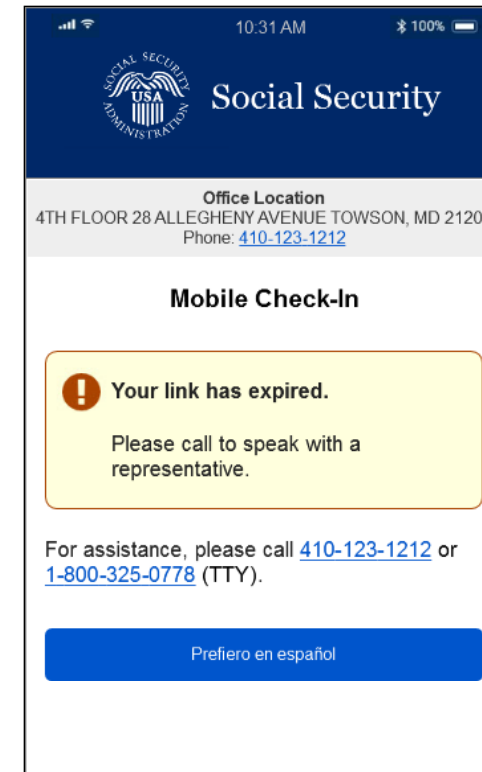 10:31 AM
100%
SOCIAL SECURITY ADMINISTRATION
USA
Social Security
Office Location
4TH FLOOR 28 ALLEGHENY AVENUE TOWSON, MD 2120
Phone: 410-123-1212
Mobile Check-In
Your link has expired.
Please call to speak with a
representative.
For assistance, please call 410-123-1212 or
1-800-325-0778 (TTY).
Prefiero en español